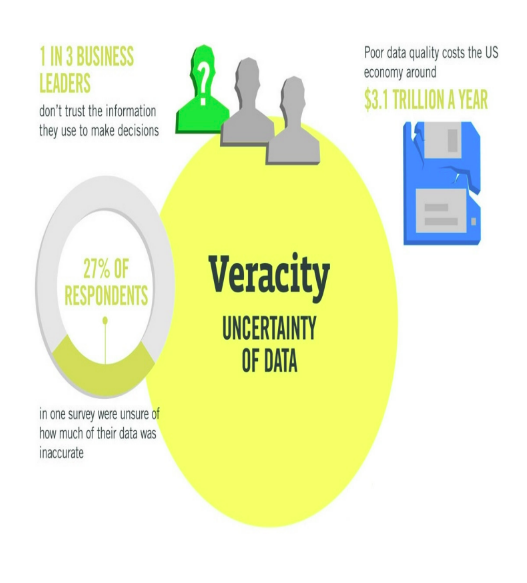 1 IN 3 BUSINESS
LEADERS
don't trust the information
they use to make decisions
?
Poor data quality costs the US
economy around
$3.1 TRILLION A YEAR
27% OF
RESPONDENTS
in one survey were unsure of
how much of their data was
inaccurate
Veracity
UNCERTAINTY
OF DATA